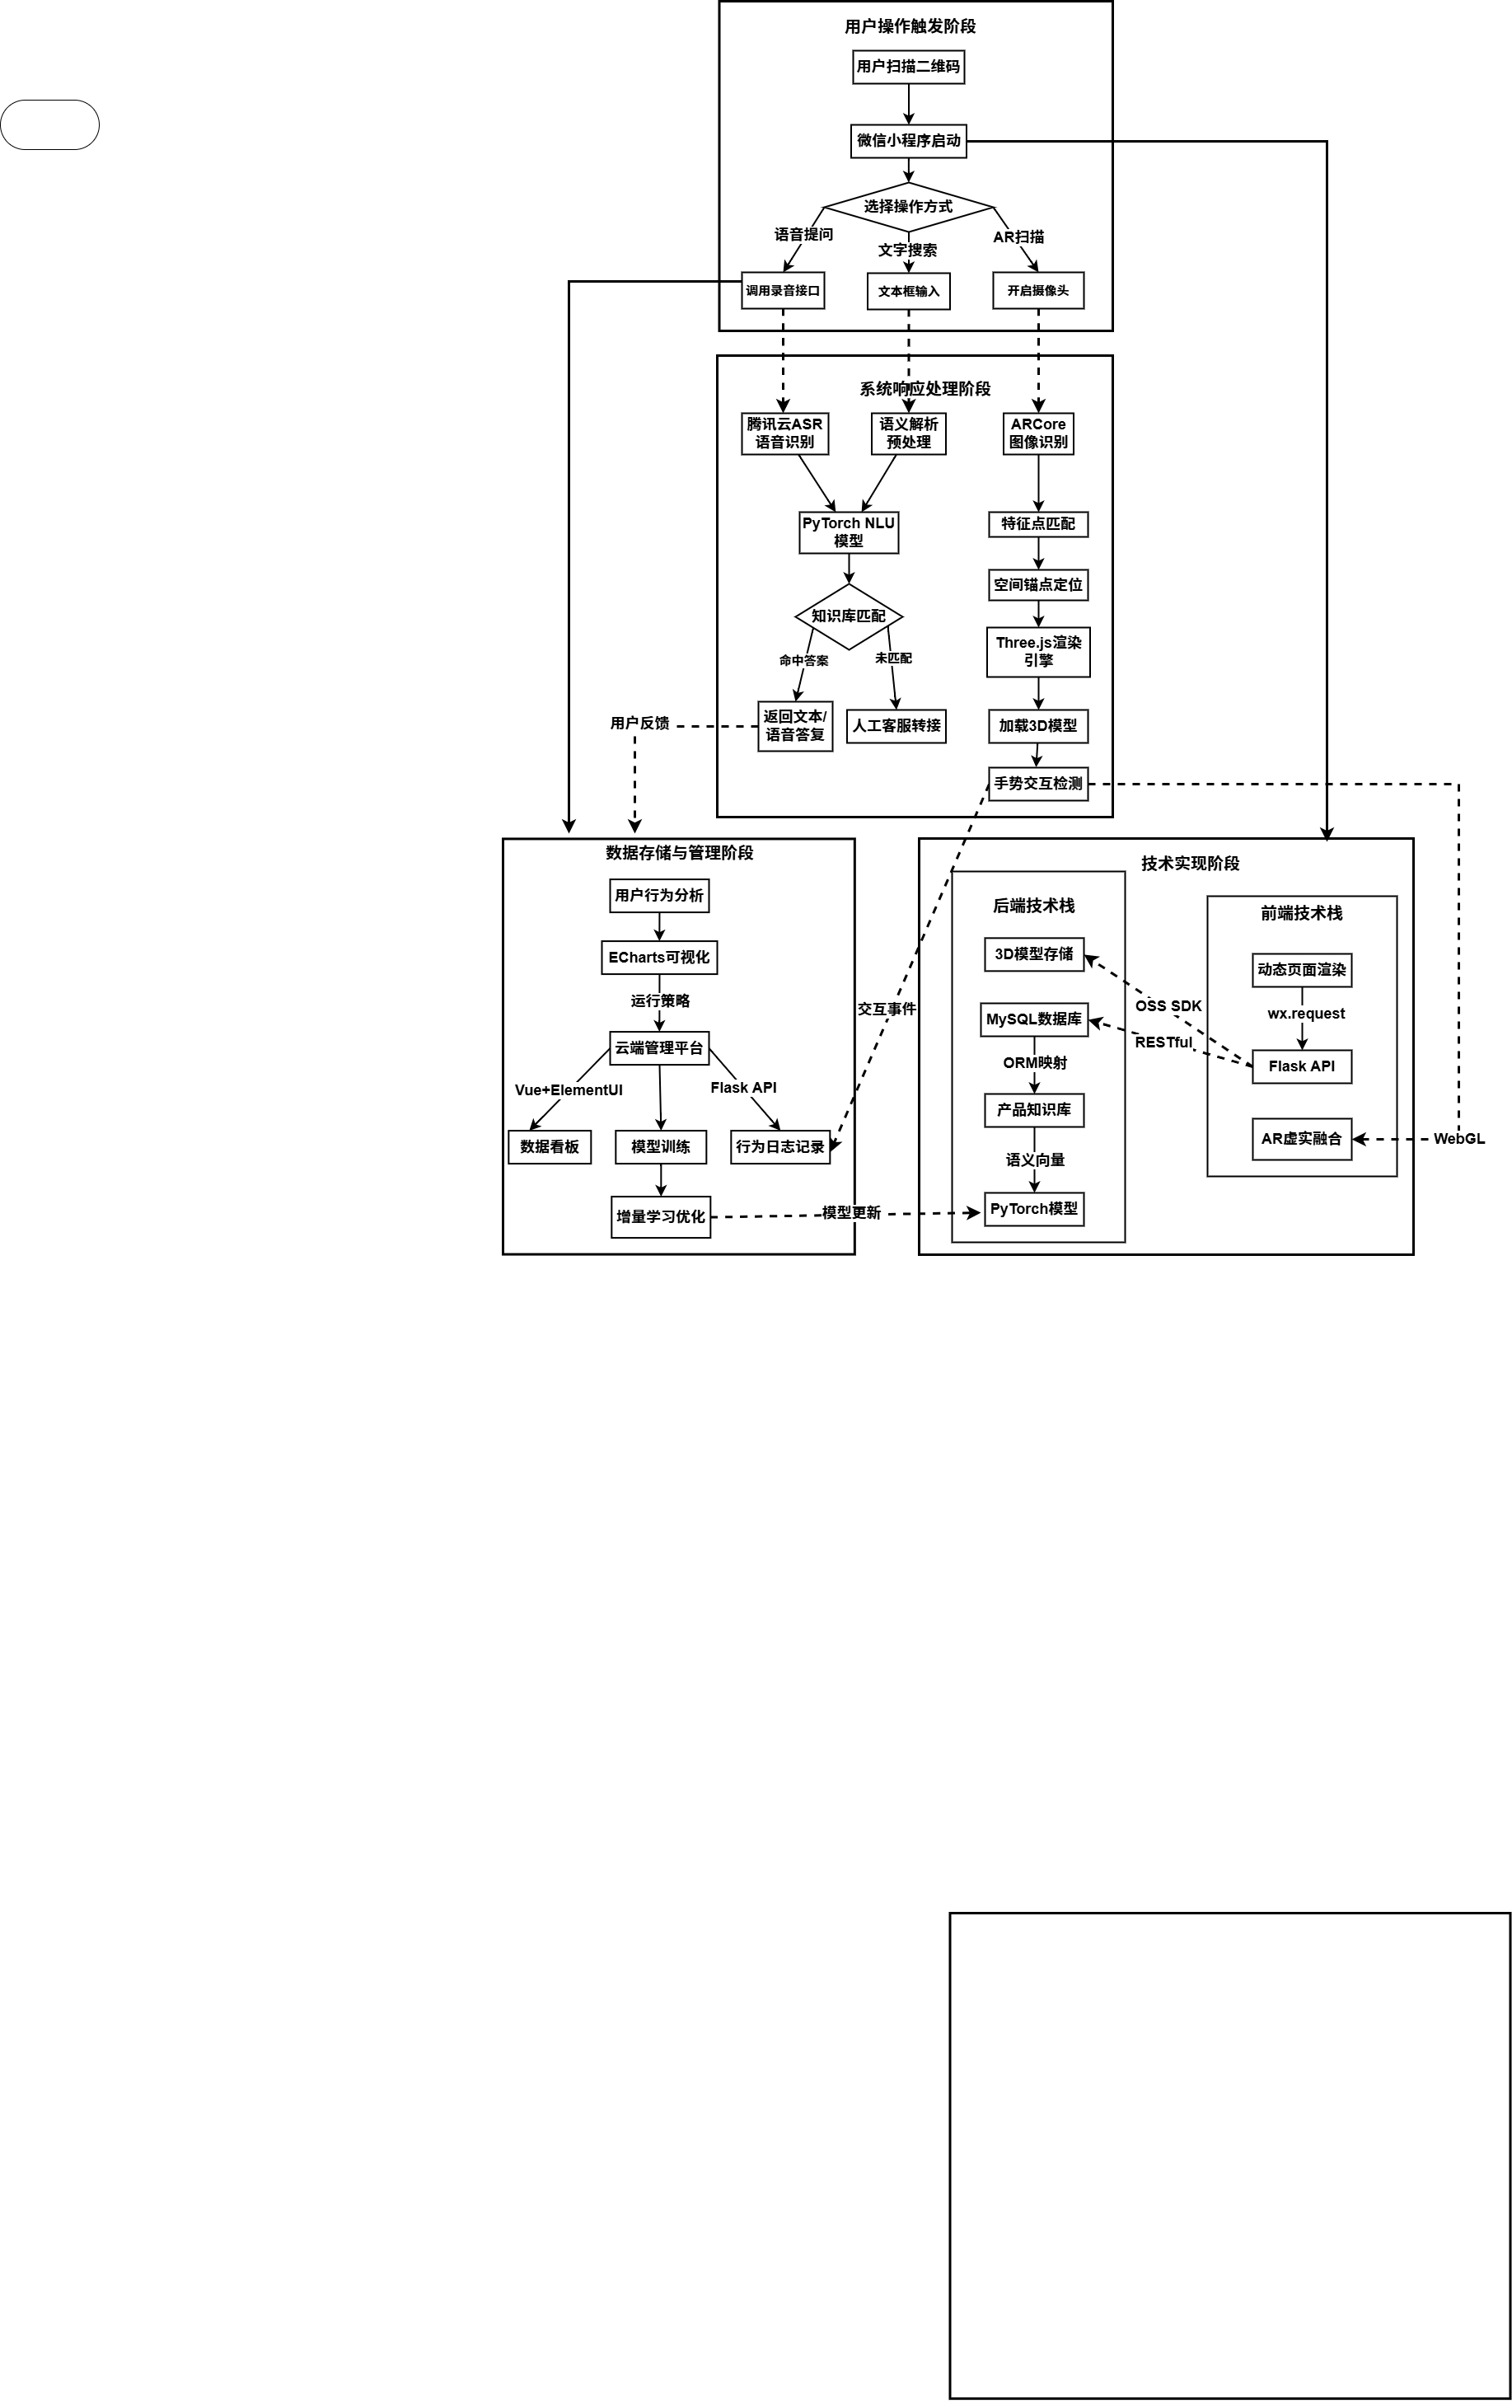 用户操作触发阶段
用户扫描二维码
微信小程序启动
选择操作方式
语音提问
文字搜索
AR扫描
调用录音接口
文本框输入
开启摄像头
系统响应处理阶段
腾讯云ASR
语音识别
语义解析
预处理
ARCore
图像识别
PyTorch NLU
模型
特征点匹配
空间锚点定位
知识库匹配
Three.js渲染
引擎
命中答案
未匹配
返回文本/
语音答复
人工客服转接
加载3D模型
用户反馈
手势交互检测
数据存储与管理阶段
用户行为分析
ECharts可视化
运行策略
云端管理平台
Vue+ElementUI
Flask API
数据看板
模型训练
行为日志记录
增量学习优化
交互事件
模型更新
技术实现阶段
后端技术栈
3D模型存储
MySQL数据库
ORM映射
产品知识库
语义向量
PyTorch模型
OSS SDK
RESTful
前端技术栈
动态页面渲染
wx.request
Flask API
AR虚实融合
WebGL